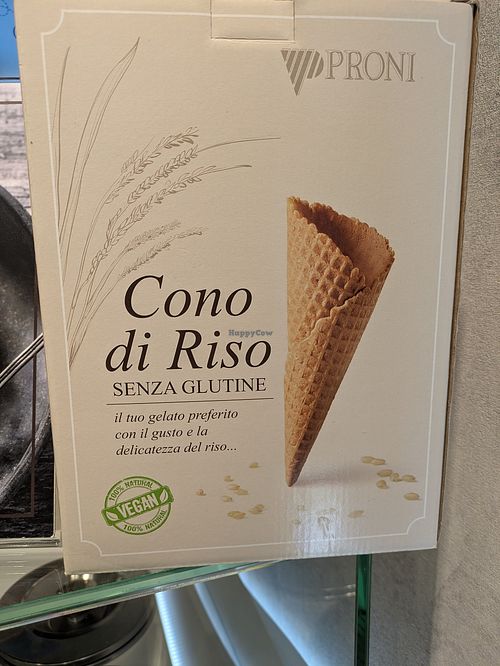 PRONI
Cono
di Riso
HappyCow
SENZA GLUTINE
il tuo gelato preferito
con il gusto e la
delicatezza del riso...
100% NATURAL
VEGAN
100% NATURAL